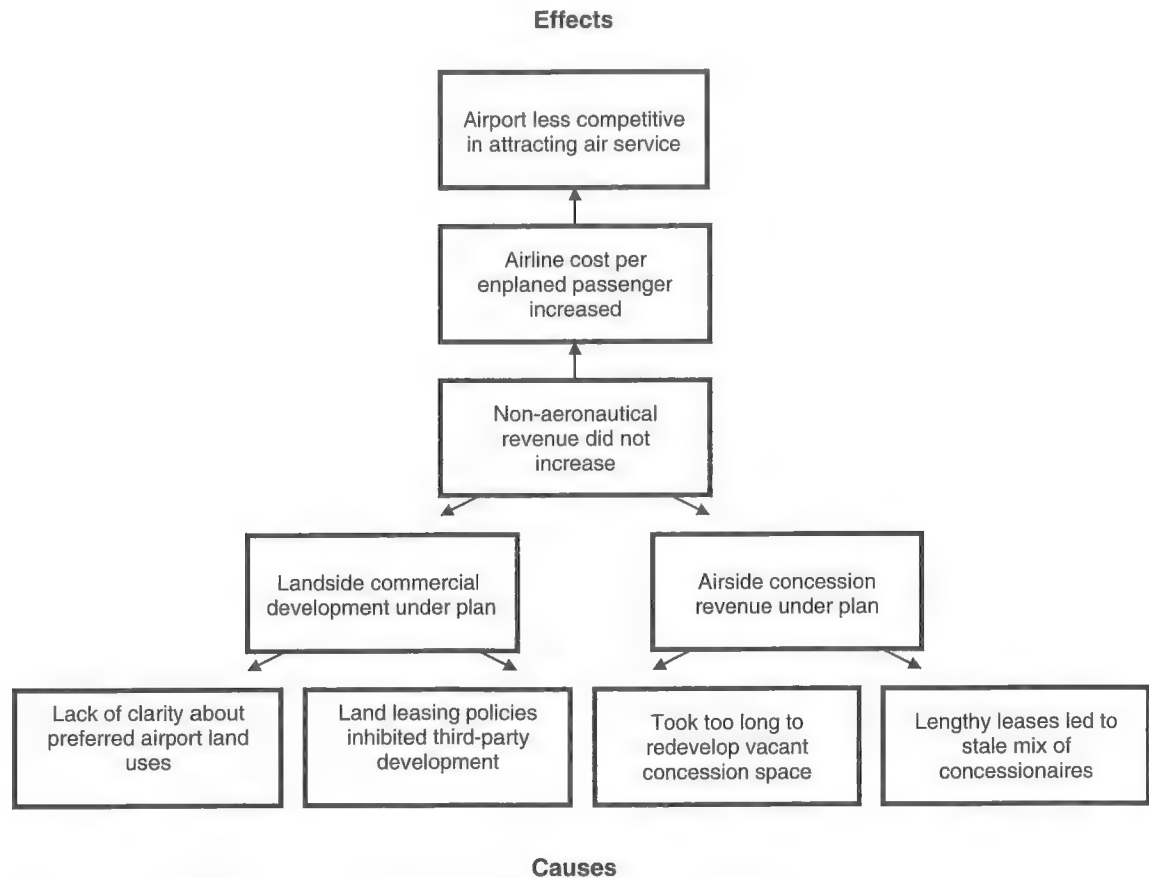 Effects
Airport less competitive
in attracting air service
Airline cost per
enplaned passenger
increased
Non-aeronautical
revenue did not
increase
Landside commercial
development under plan
Airside concession
revenue under plan
Lack of clarity about
preferred airport land
uses
Land leasing policies
inhibited third-party
development
Took too long to
redevelop vacant
concession space
Lengthy leases led to
stale mix of
concessionaires
Causes